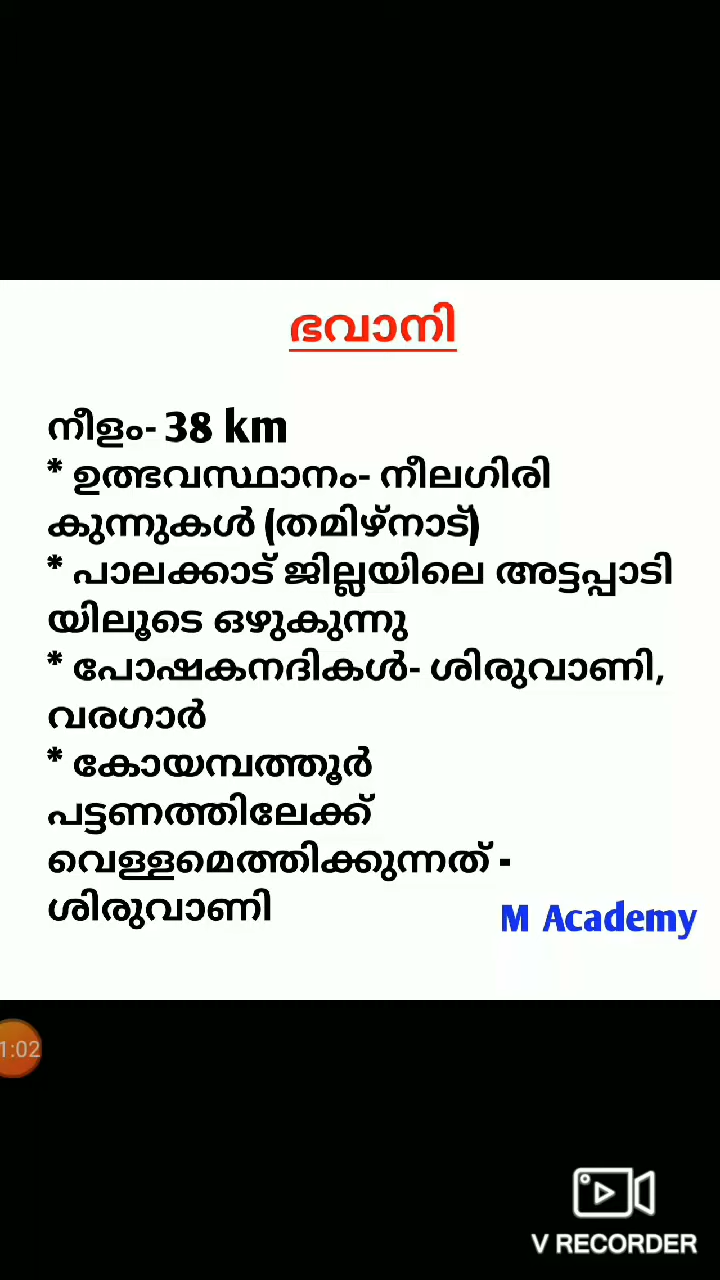 ഭവാനി
നീളം- 38 km
* ഉത്ഭവസ്ഥാനം- നീലഗിരി
കുന്നുകൾ (തമിഴ്നാട്)
* പാലക്കാട് ജില്ലയിലെ അട്ടപ്പാടി
യിലൂടെ ഒഴുകുന്നു
* പോഷകനദികൾ- ശിരുവാണി,
വരഗാർ
* കോയമ്പത്തൂർ
പട്ടണത്തിലേക്ക്
വെള്ളമെത്തിക്കുന്നത് -
ശിരുവാണി
M Academy
1:02
V RECORDER